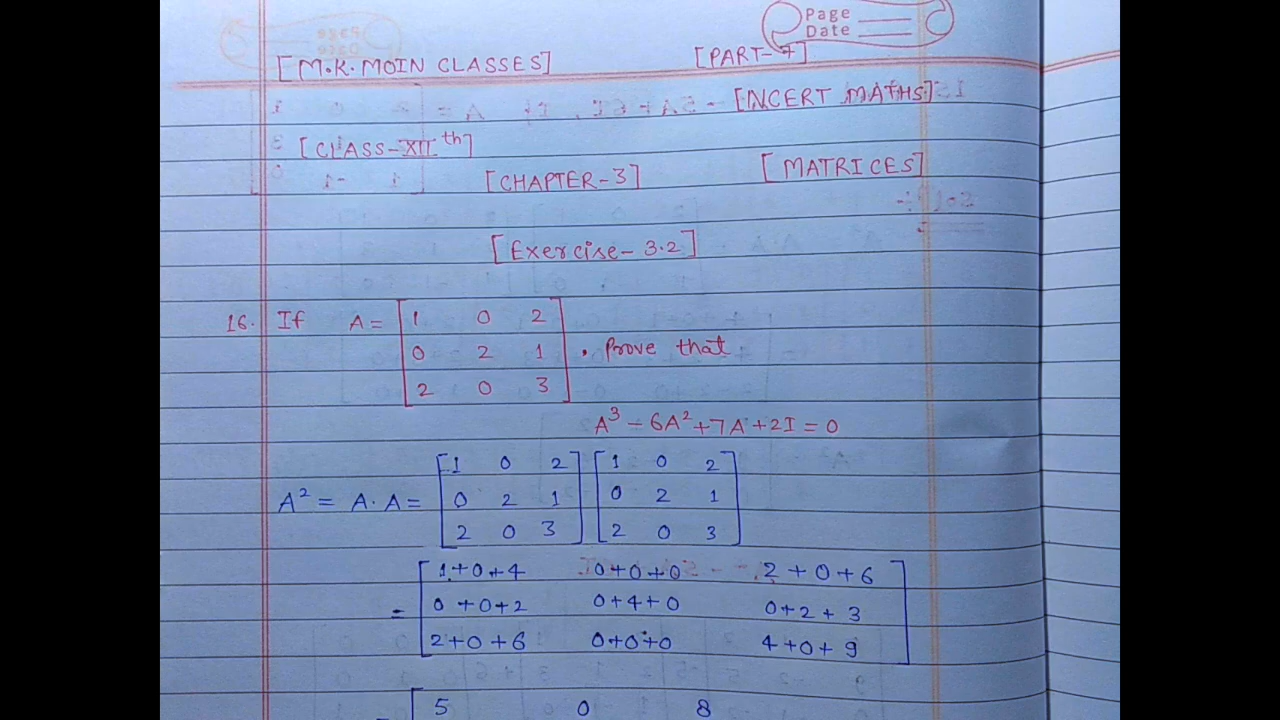 Page
Date
[M.K. MOIN CLASSES] [PART-7]
[NCERT MATHS]
[CLASS-XII th]
[CHAPTER-3] [MATRICES]
[Exercise-3.2]
16. If A = [1 0 2
0 2 1 . Prove that
2 0 3]
A³ - 6A² + 7A + 2I = 0
[1 0 2] [1 0 2]
A² = A. A = [0 2 1] [0 2 1]
[2 0 3] [2 0 3]
[1+0+4 0+0+0 2+0+6]
= [0+0+2 0+4+0 0+2+3]
[2+0+6 0+0+0 4+0+9]
= [5 0 8